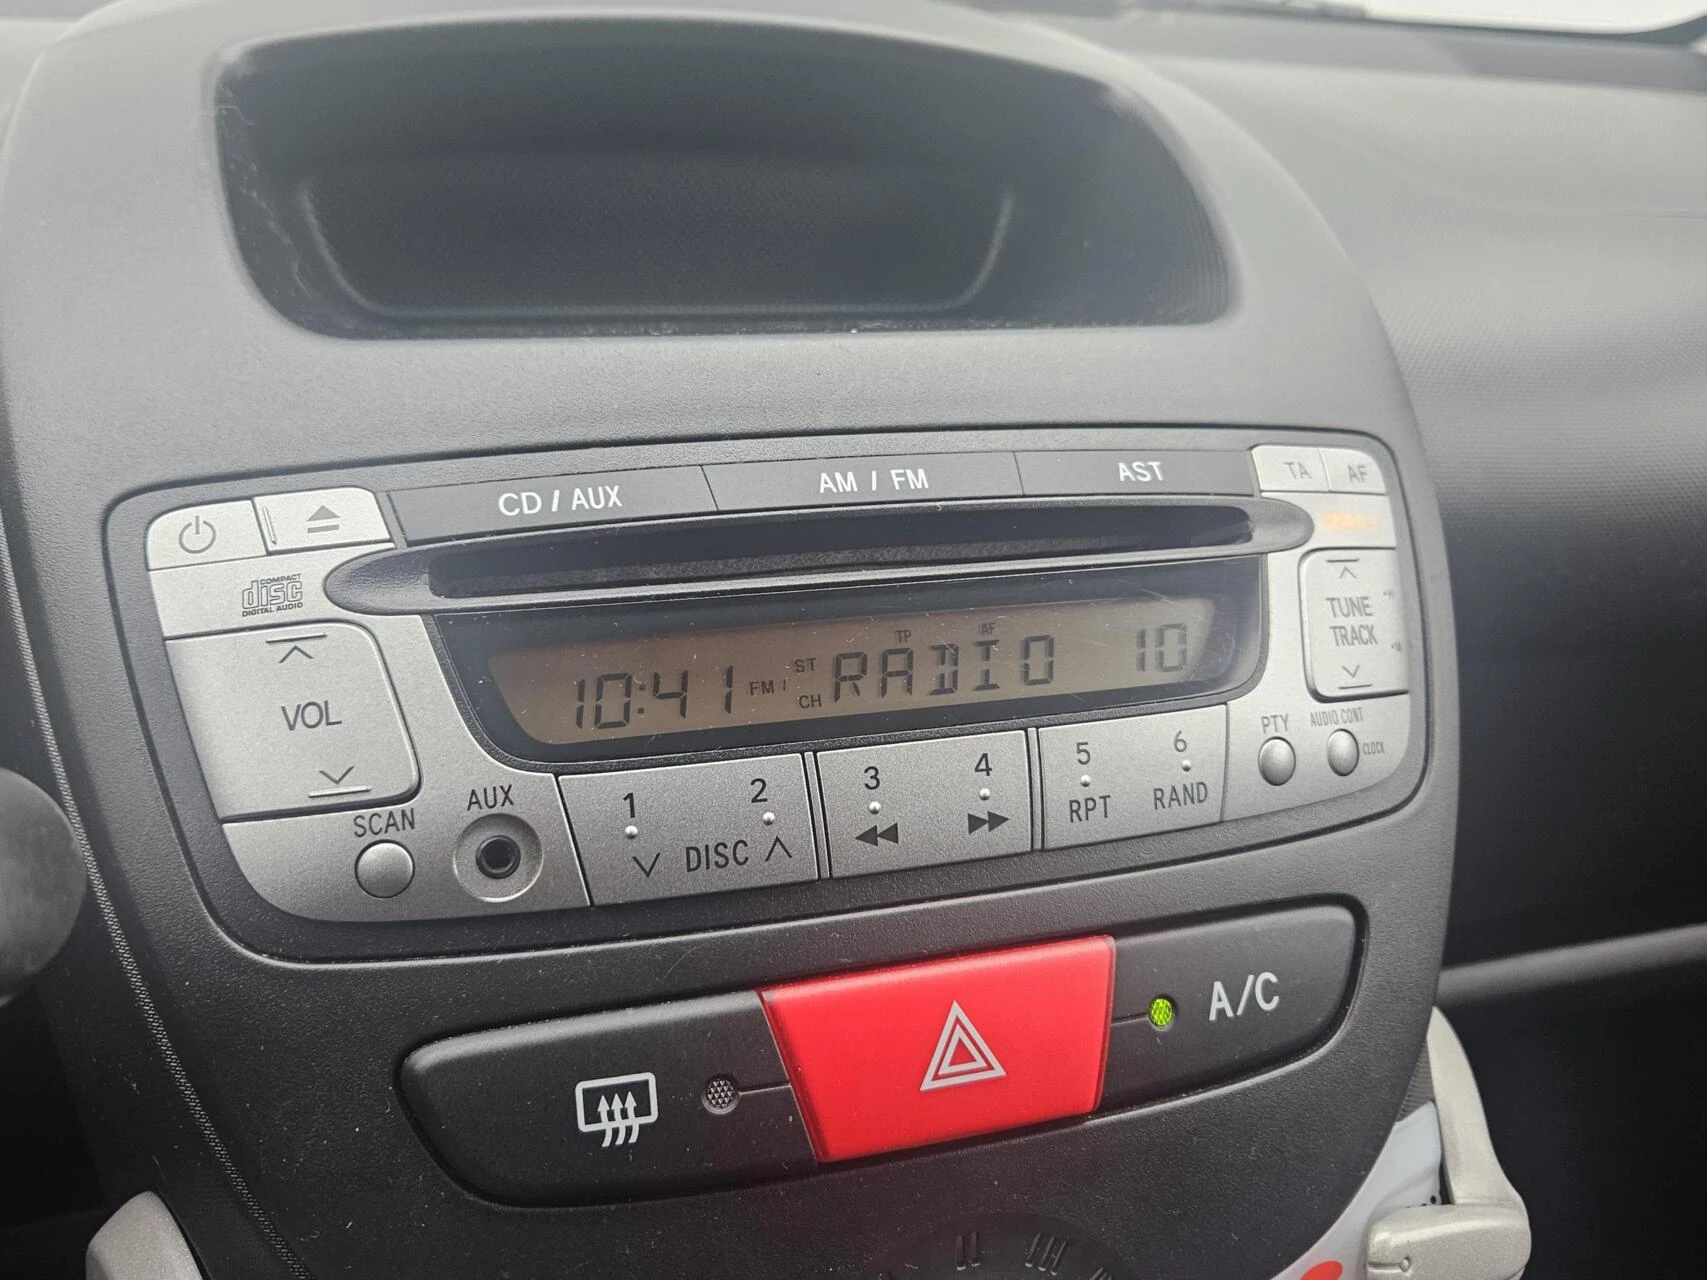 CD / AUX
AM / FM
AST
TA
AF
COMPACT
disc
DIGITAL AUDIO
TUNE
TRACK
VOL
10:41
FM
ST
CH
TP
AF
RADIO 10
PTY
AUDIO CONT
CLOCK
SCAN
AUX
1
2
DISC
3
4
5
RPT
6
RAND
A/C